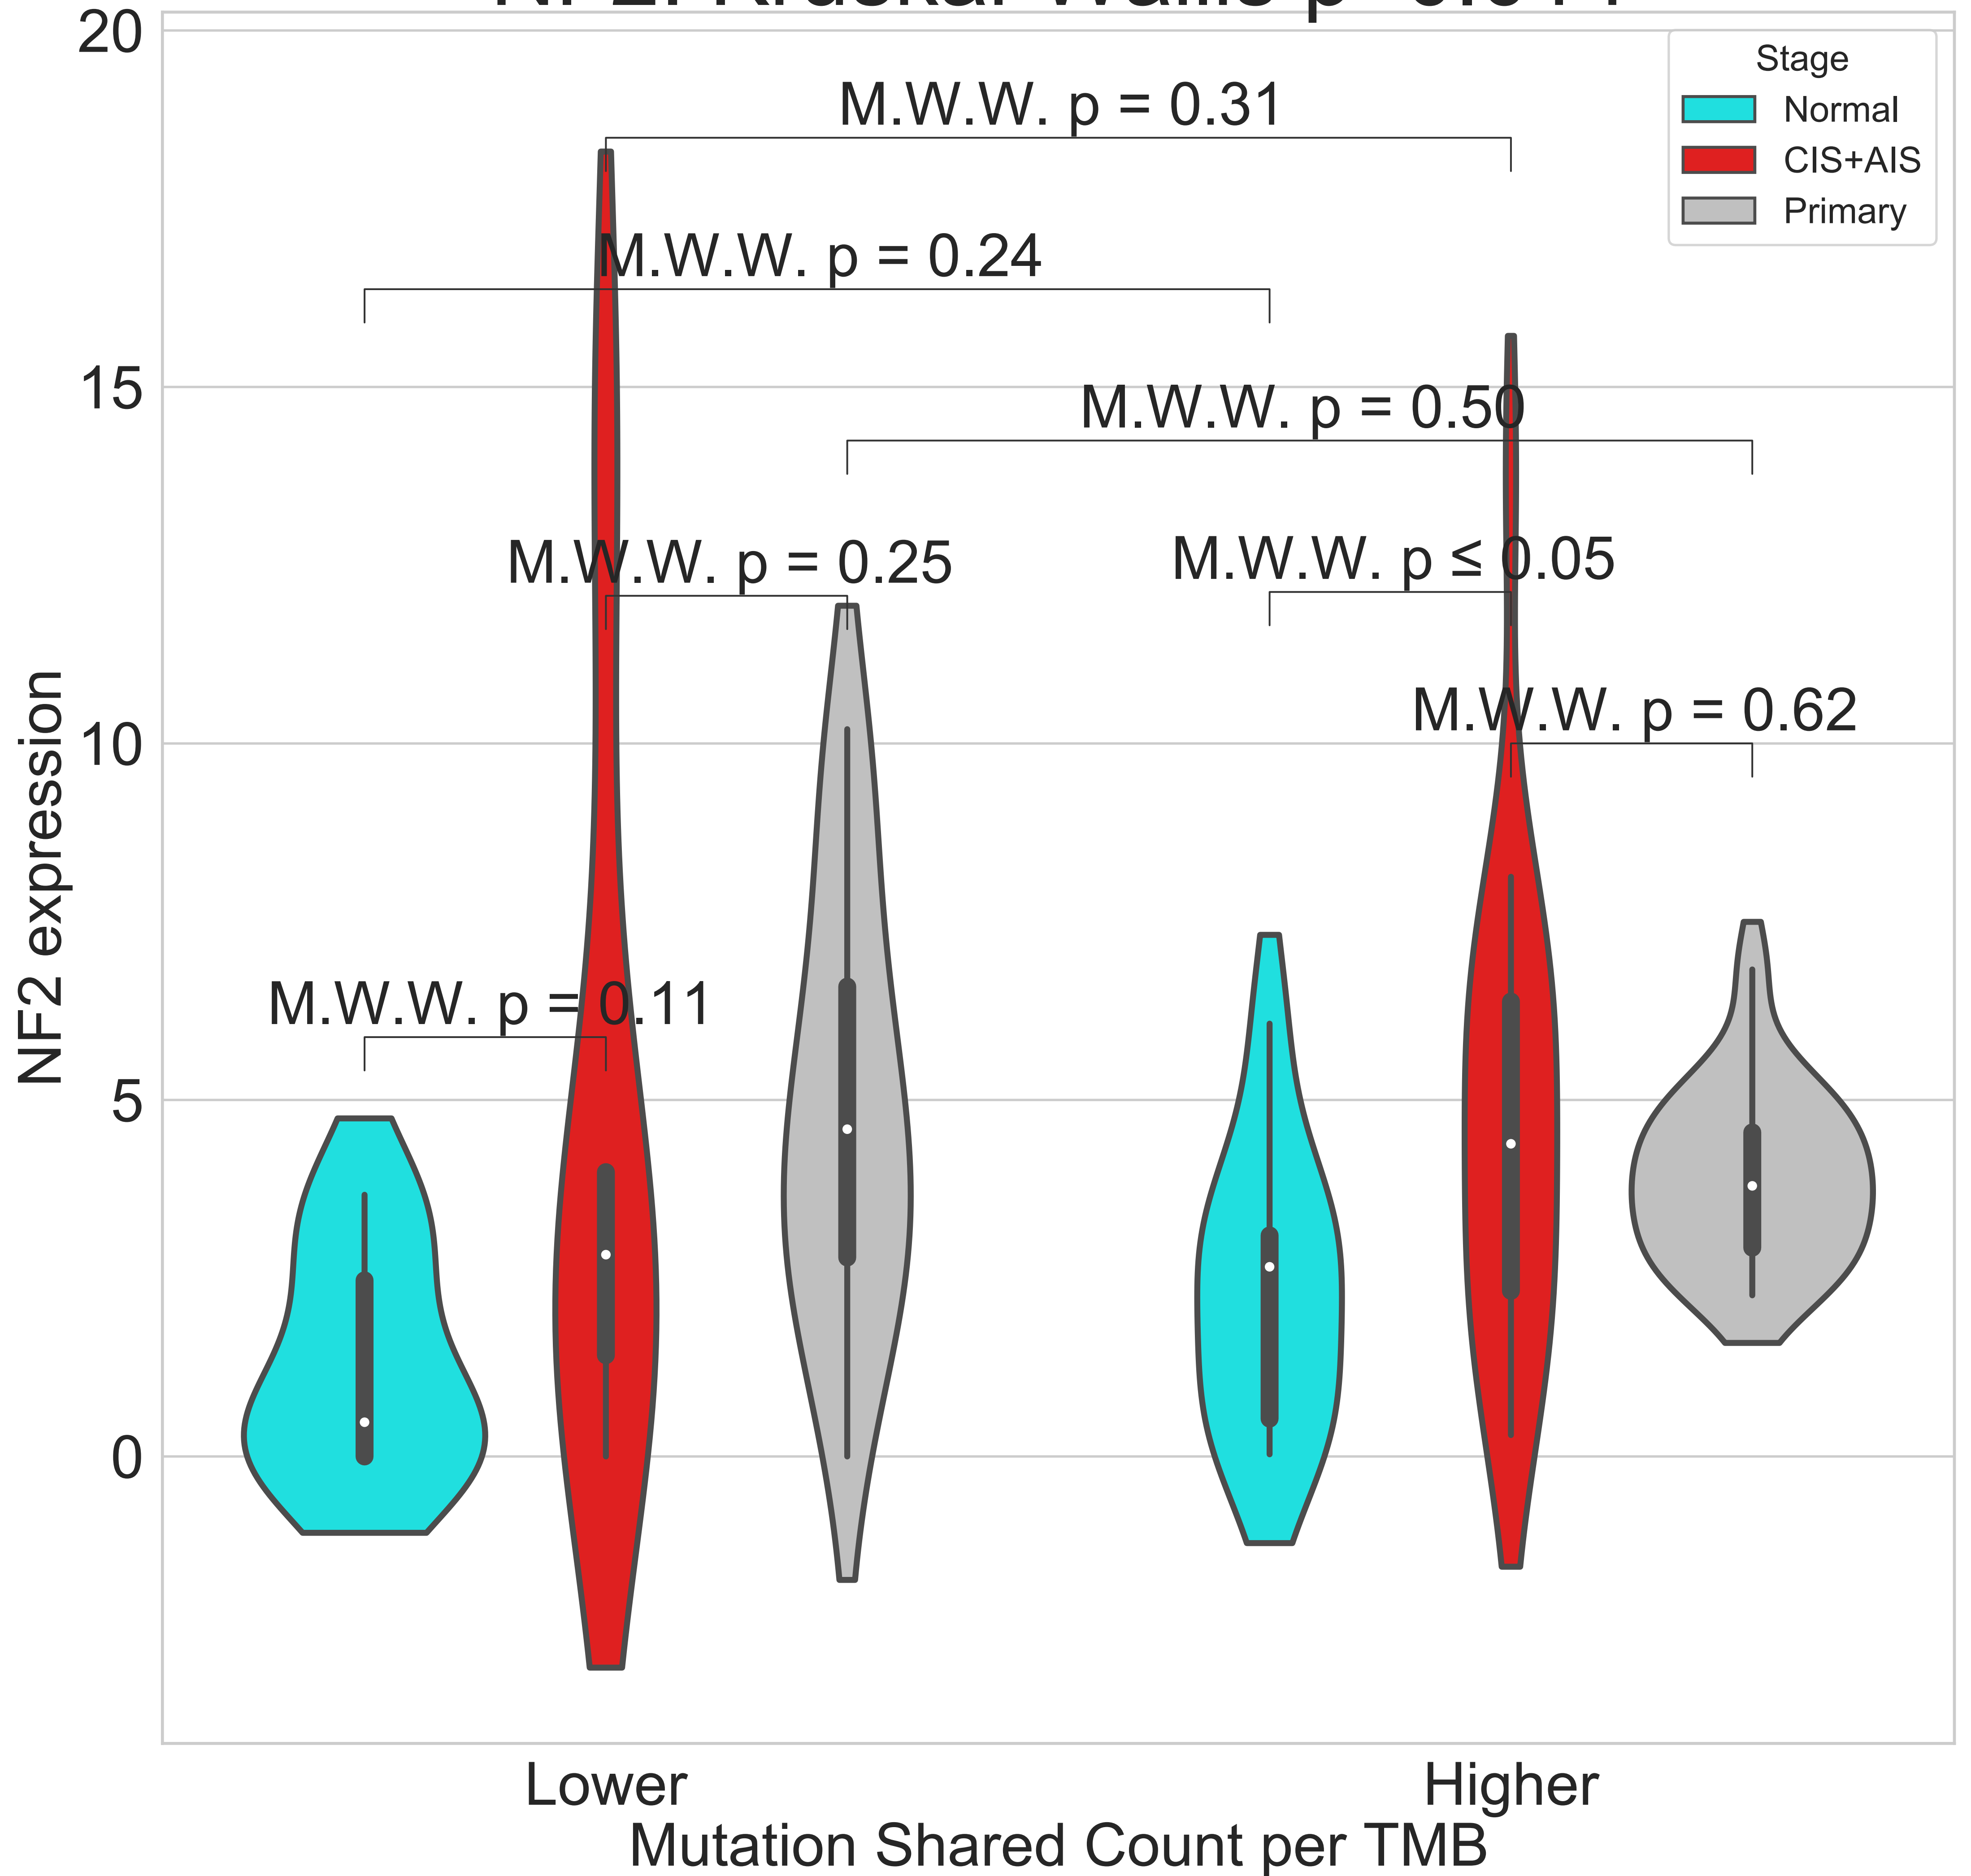 20
M.W.W. p = 0.31
Stage
Normal
CIS+AIS
Primary
M.W.W. p = 0.24
15
M.W.W. p = 0.50
M.W.W. p = 0.25
M.W.W. p ≤ 0.05
M.W.W. p = 0.62
10
NF2 expression
M.W.W. p = 0.11
5
0
Lower
Higher
Mutation Shared Count per TMB